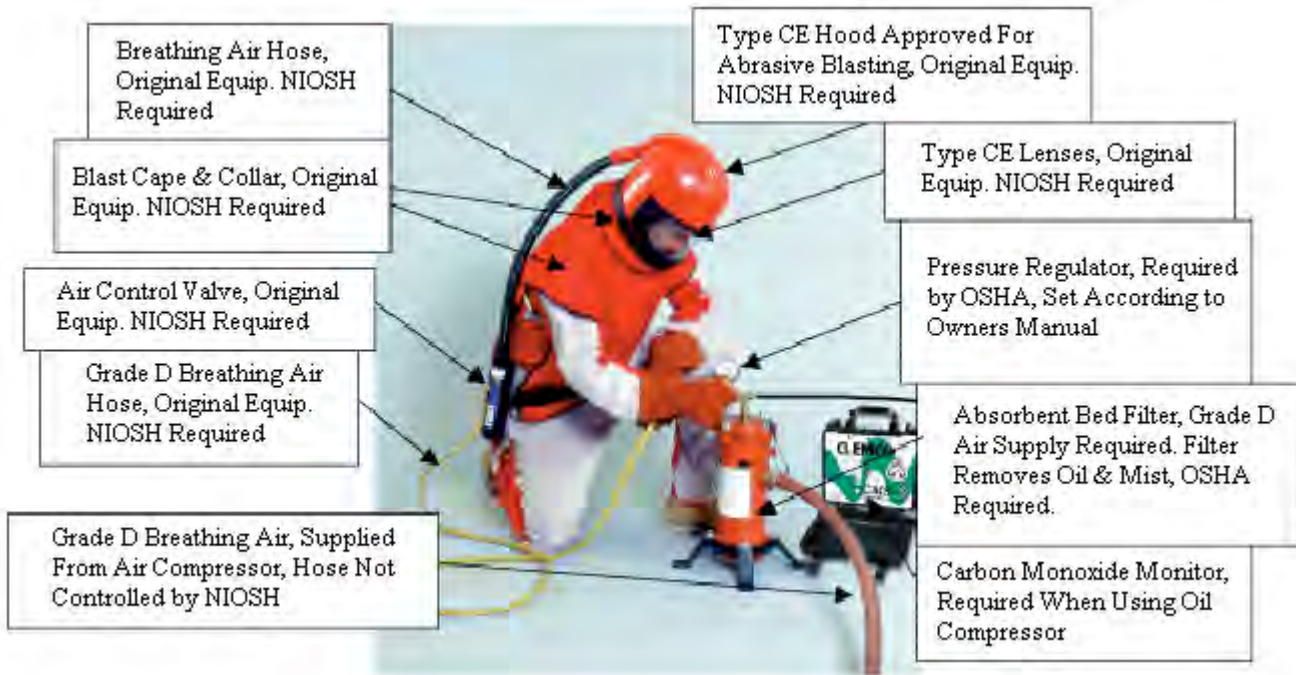 Breathing Air Hose,
Original Equip. NIOSH
Required
Blast Cape & Collar, Original
Equip. NIOSH Required
Air Control Valve, Original
Equip. NIOSH Required
Grade D Breathing Air
Hose, Original Equip.
NIOSH Required
Grade D Breathing Air, Supplied
From Air Compressor, Hose Not
Controlled by NIOSH
Type CE Hood Approved For
Abrasive Blasting, Original Equip.
NIOSH Required
Type CE Lenses, Original
Equip. NIOSH Required
Pressure Regulator, Required
by OSHA, Set According to
Owners Manual
Absorbent Bed Filter, Grade D
Air Supply Required. Filter
Removes Oil & Mist, OSHA
Required.
Carbon Monoxide Monitor,
Required When Using Oil
Compressor